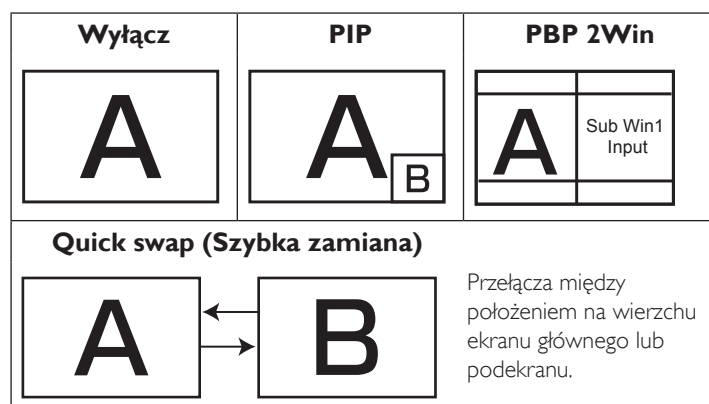 Wyłącz
PIP
PBP 2Win
A
A
B
A
Sub Win1
Input
Quick swap (Szybka zamiana)
A
B
Przełącza między
położeniem na wierzchu
ekranu głównego lub
podekranu.